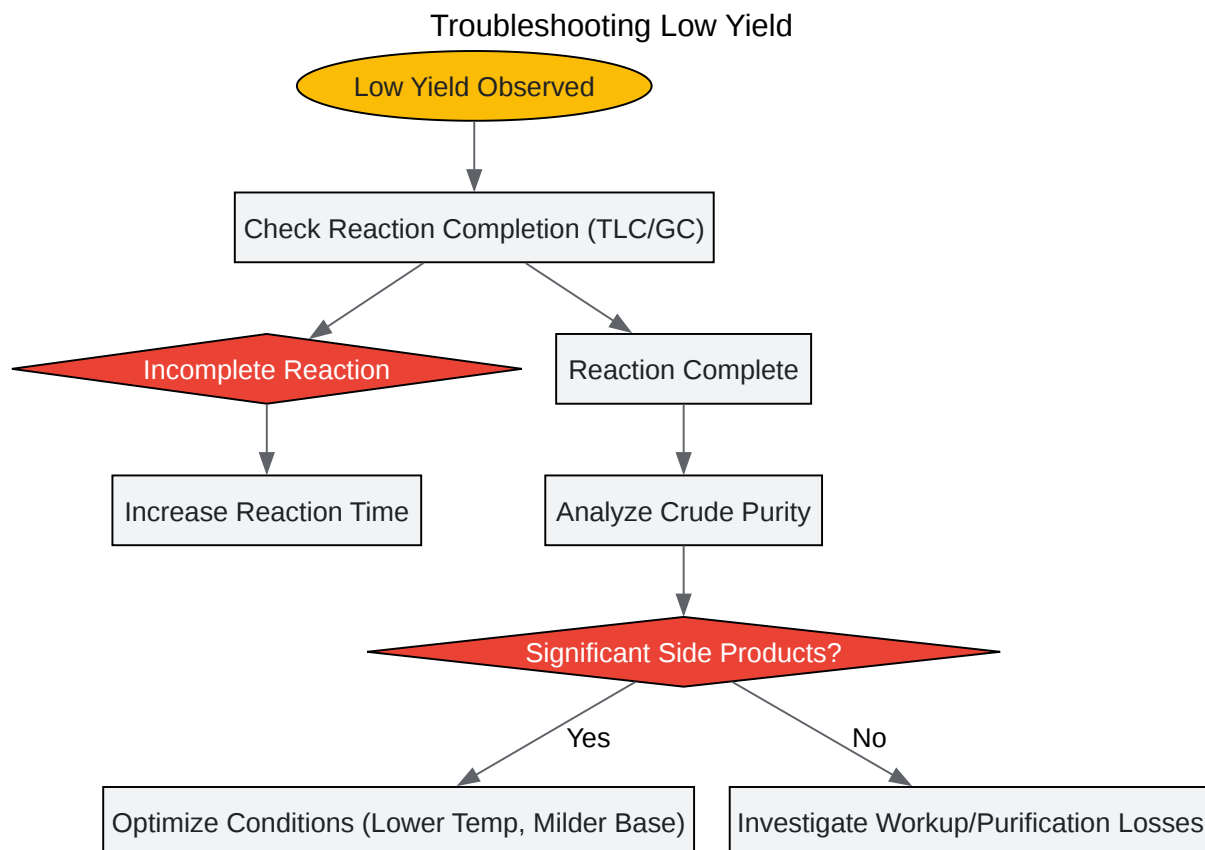 Troubleshooting Low Yield
Low Yield Observed
Check Reaction Completion (TLC/GC)
Incomplete Reaction
Reaction Complete
Increase Reaction Time
Analyze Crude Purity
Significant Side Products?
Yes
No
Optimize Conditions (Lower Temp, Milder Base)
Investigate Workup/Purification Losses